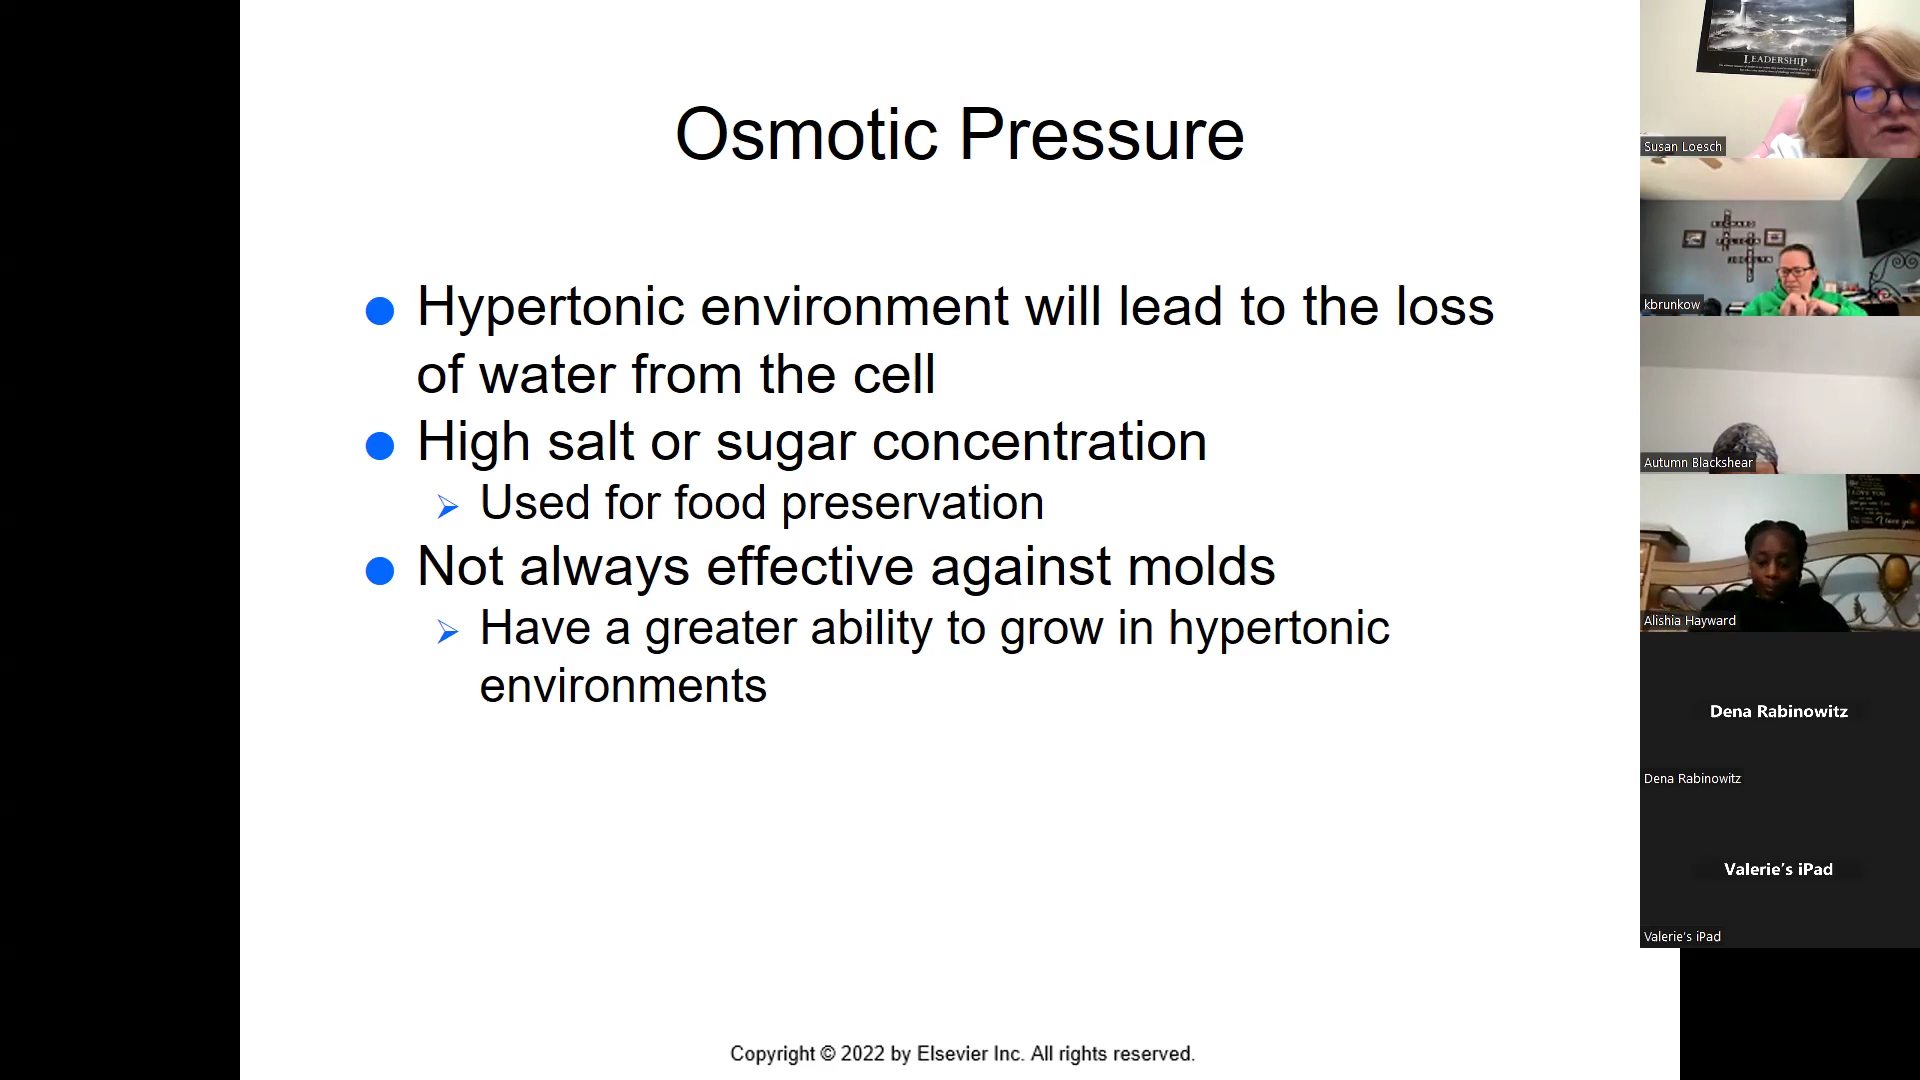 Osmotic Pressure
Hypertonic environment will lead to the loss
of water from the cell
High salt or sugar concentration
Used for food preservation
Not always effective against molds
Have a greater ability to grow in hypertonic
environments
Copyright © 2022 by Elsevier Inc. All rights reserved.
LEADERSHIP
Susan Loesch
kbrunkow
Autumn Blackshear
I LOVE YOU
Alishia Hayward
Dena Rabinowitz
Dena Rabinowitz
Valerie's iPad
Valerie's iPad